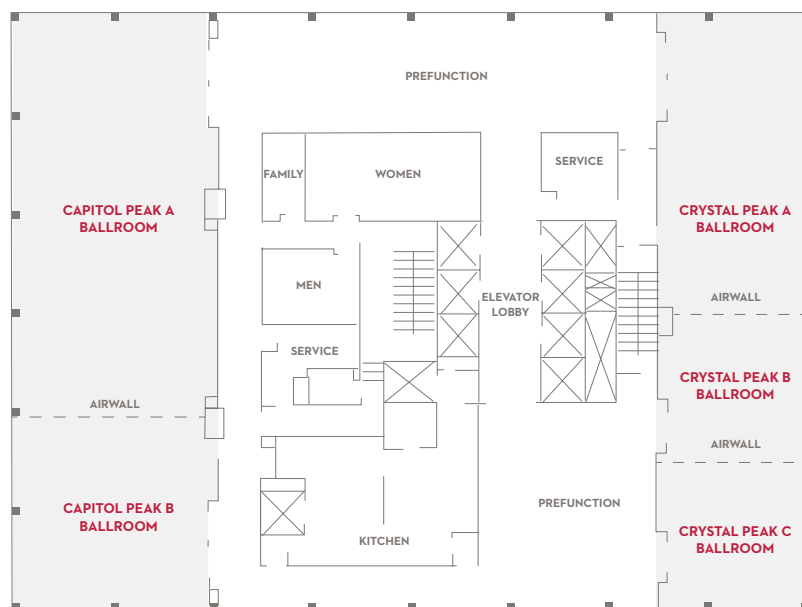 PREFUNCTION
FAMILY
WOMEN
SERVICE
CAPITOL PEAK A
BALLROOM
CRYSTAL PEAK A
BALLROOM
MEN
ELEVATOR
LOBBY
AIRWALL
SERVICE
CRYSTAL PEAK B
BALLROOM
AIRWALL
AIRWALL
CAPITOL PEAK B
BALLROOM
PREFUNCTION
KITCHEN
CRYSTAL PEAK C
BALLROOM